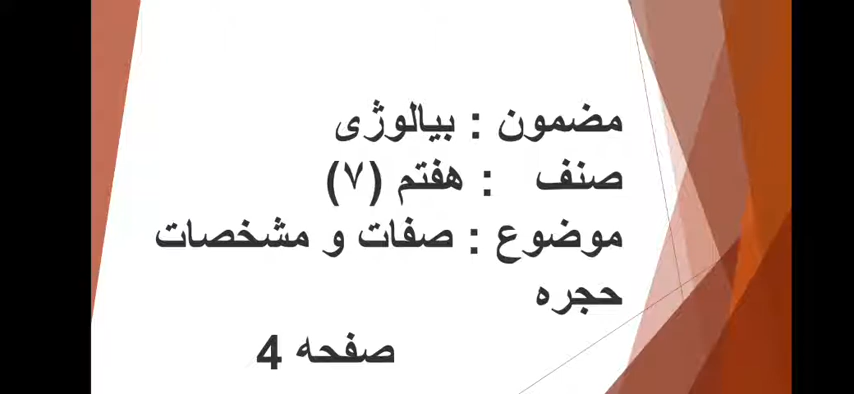 مضمون : بیالوژی
صنف : هفتم (۷)
موضوع : صفات و مشخصات
حجره
صفحه 4